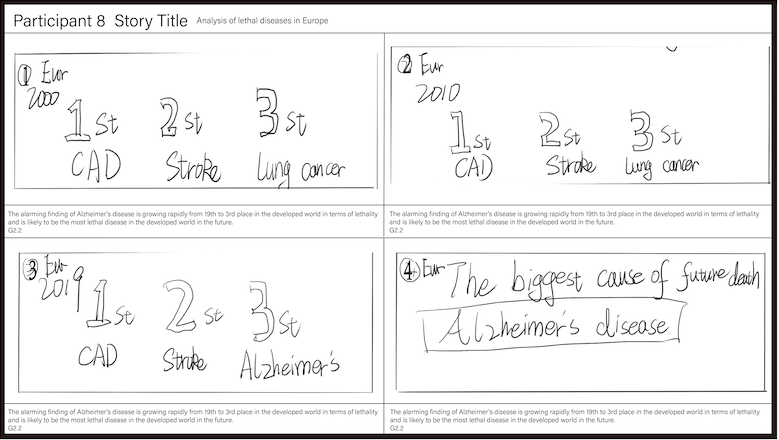 Participant 8 Story Title Analysis of lethal diseases in Europe
① Eur
2000
1st 2st 3st
CAD Stroke Lung cancer
The alarming finding of Alzheimer's disease is growing rapidly from 19th to 3rd place in the developed world in terms of lethality
and is likely to be the most lethal disease in the developed world in the future.
G2.2
② Eur
2010
1st 2st 3st
CAD Stroke Lung cancer
The alarming finding of Alzheimer's disease is growing rapidly from 19th to 3rd place in the developed world in terms of lethality
and is likely to be the most lethal disease in the developed world in the future.
G2.2
③ Eur
2019
1st 2st 3st
CAD Stroke Alzheimer's
The alarming finding of Alzheimer's disease is growing rapidly from 19th to 3rd place in the developed world in terms of lethality
and is likely to be the most lethal disease in the developed world in the future.
G2.2
④ Eur The biggest cause of future death
Alzheimer's disease
The alarming finding of Alzheimer's disease is growing rapidly from 19th to 3rd place in the developed world in terms of lethality
and is likely to be the most lethal disease in the developed world in the future.
G2.2